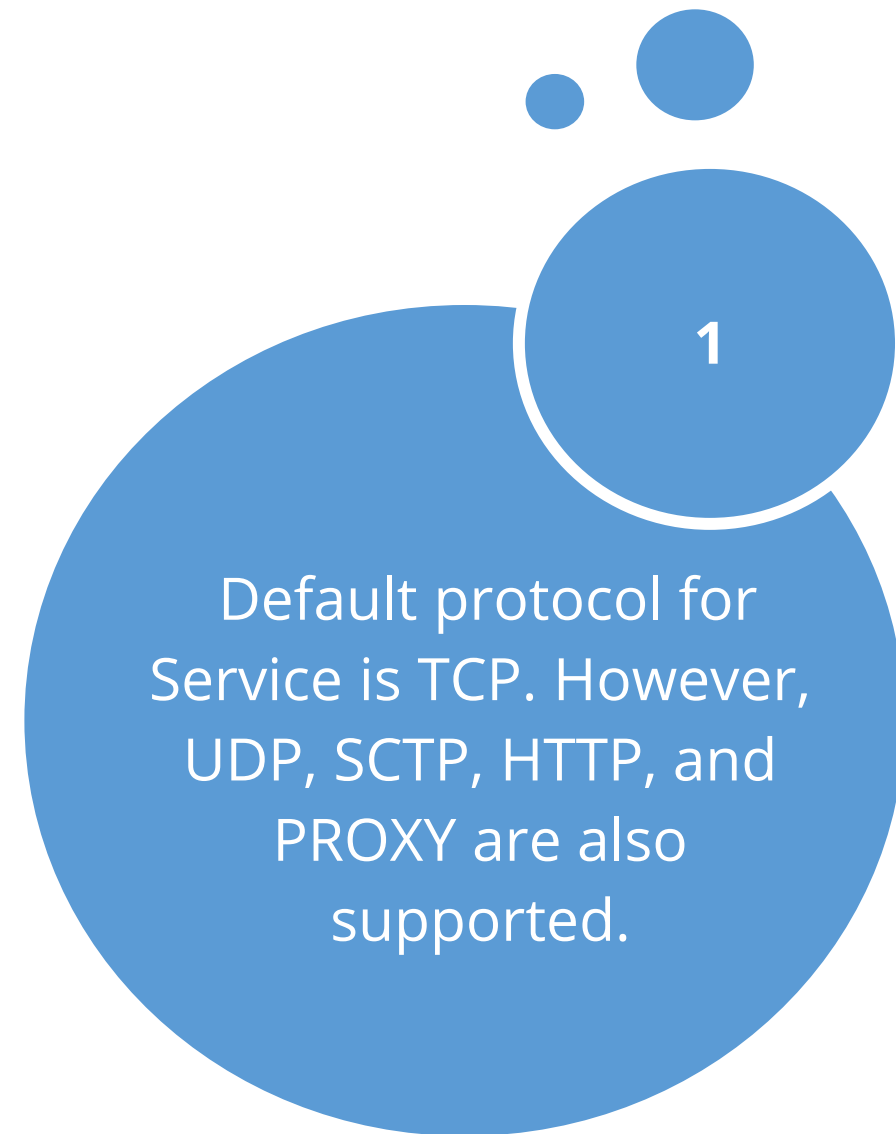 1
Default protocol for
Service is TCP. However,
UDP, SCTP, HTTP, and
PROXY are also
supported.